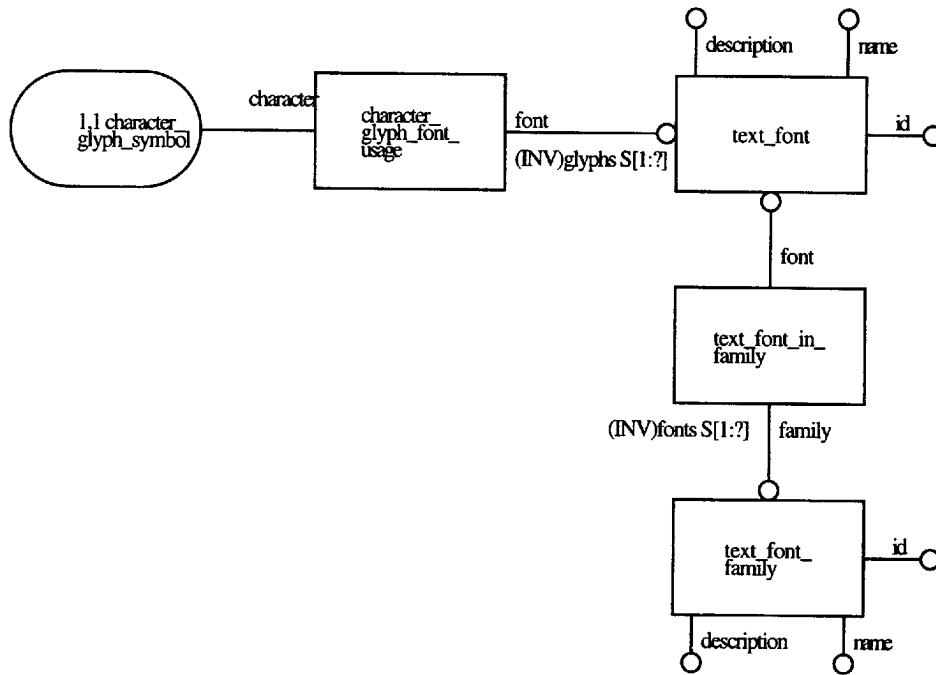 description
name
character
1,1 character_
glyph_symbol
character_
glyph_font_
usage
font
(INV)glyphs S[1:?]
text_font
id
font
text_font_in_
family
(INV)fonts S[1:?]
family
text_font_
family
id
description
name